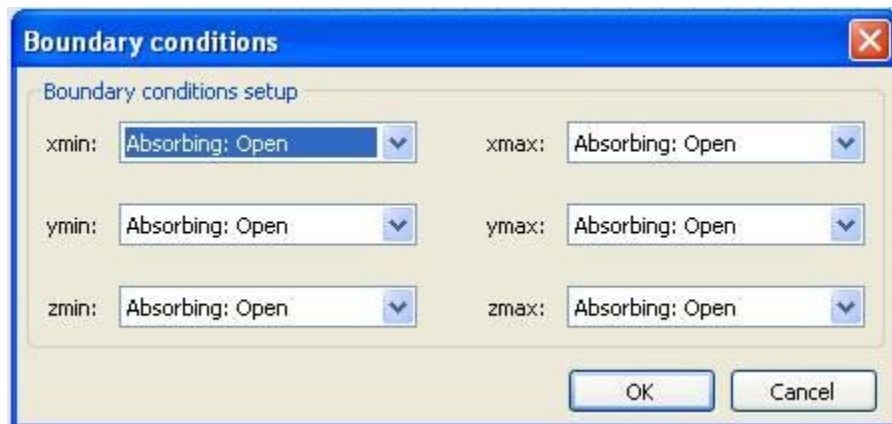 Boundary conditions
Boundary conditions setup
xmin: Absorbing: Open xmax: Absorbing: Open
ymin: Absorbing: Open ymax: Absorbing: Open
zmin: Absorbing: Open zmax: Absorbing: Open
OK Cancel